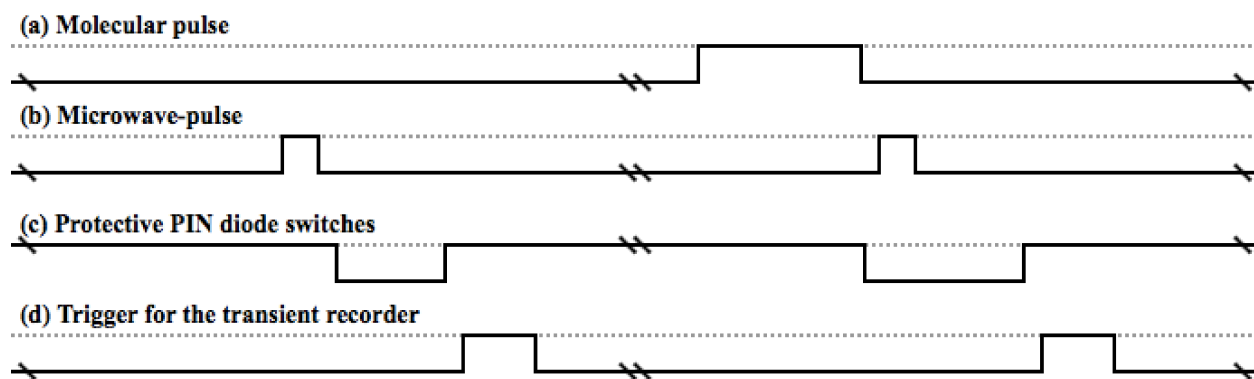 (a) Molecular pulse
(b) Microwave-pulse
(c) Protective PIN diode switches
(d) Trigger for the transient recorder